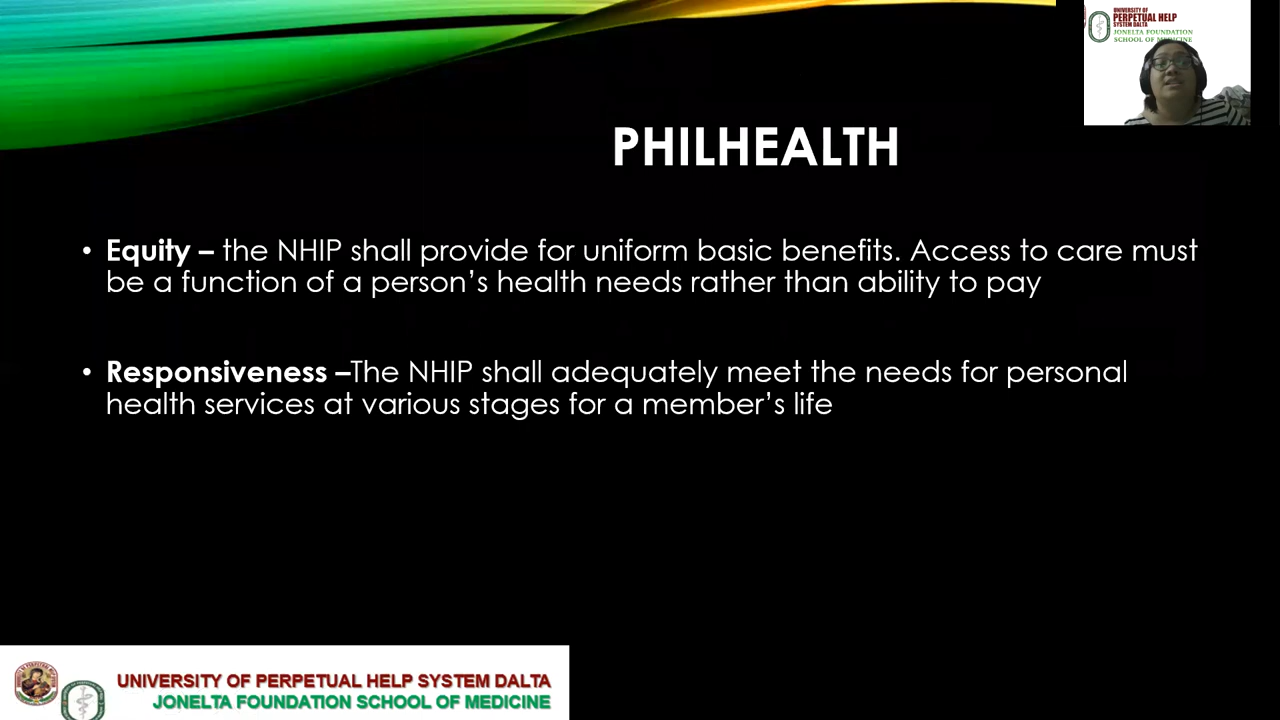 UNIVERSITY OF
PERPETUAL HELP
SYSTEM DALTA
JONELTA FOUNDATION
SCHOOL OF MEDICINE
PHILHEALTH
• Equity – the NHIP shall provide for uniform basic benefits. Access to care must
be a function of a person’s health needs rather than ability to pay
• Responsiveness –The NHIP shall adequately meet the needs for personal
health services at various stages for a member’s life
UNIVERSITY OF PERPETUAL HELP SYSTEM DALTA
JONELTA FOUNDATION SCHOOL OF MEDICINE